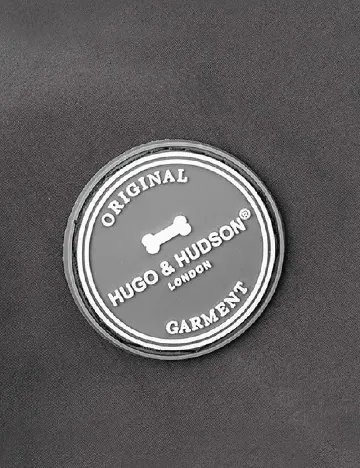 ORIGINAL
HUGO & HUDSON®
LONDON
GARMENT